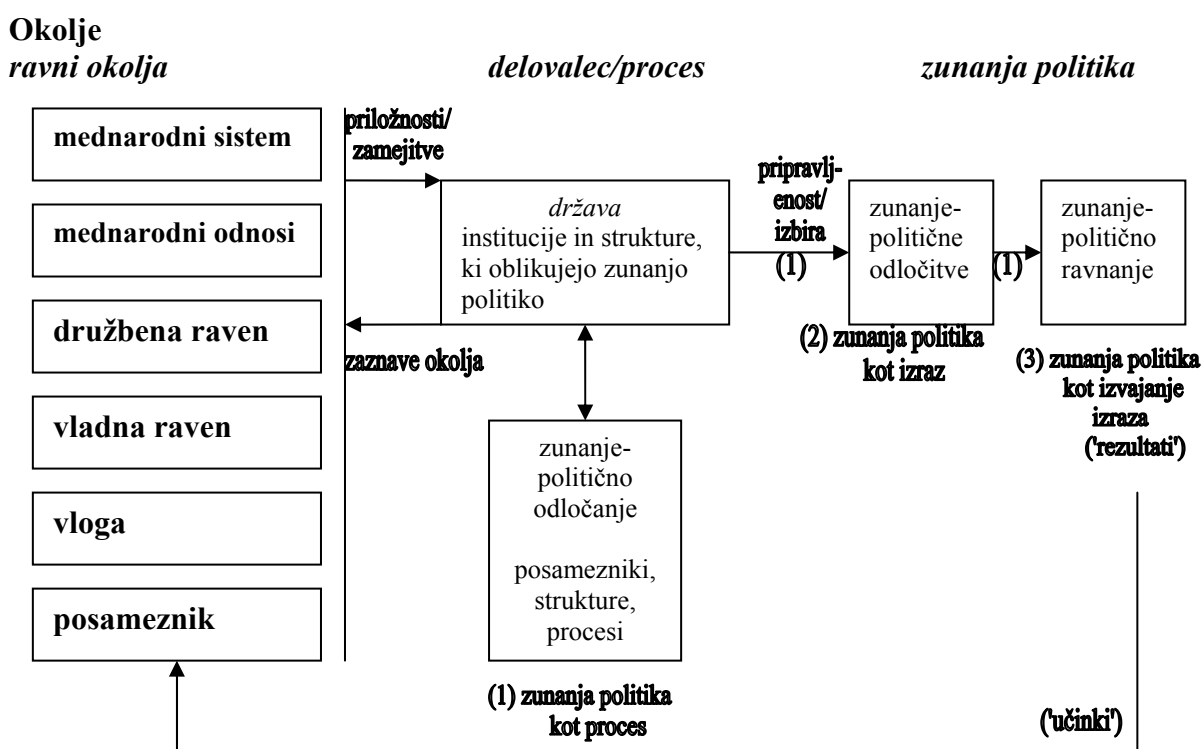 Okolje
ravni okolja
delovalec/proces
zunanja politika
mednarodni sistem
mednarodni odnosi
družbena raven
vladna raven
vloga
posameznik
priložnosti/
zamejitve
zaznave okolja
država
institucije in strukture,
ki oblikujejo zunanjo
politiko
zunanje-
politično
odločanje
posamezniki,
strukture,
procesi
(1) zunanja politika
kot proces
pripravlj-
enost/
izbira
(1)
zunanje-
politične
odločitve
(2) zunanja politika
kot izraz
(1)
zunanje-
politično
ravnanje
(3) zunanja politika
kot izvajanje
izraza
('rezultati')
('učinki')